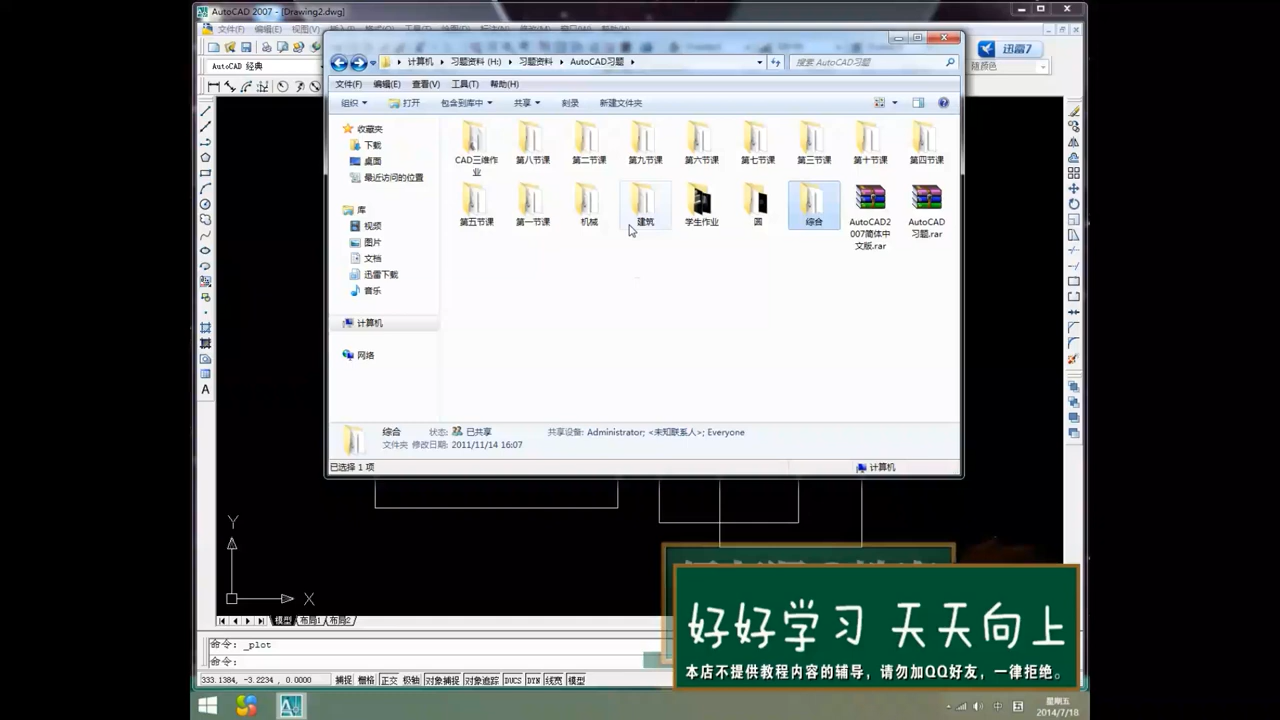 AutoCAD 2007 - [Drawing2.dwg]
文件(F) 编辑(E) 视图(V)
AutoCAD 经典
迅雷7
随颜色
计算机 习题资料 (H:) 习题资料 AutoCAD习题
搜索 AutoCAD习题
文件(F) 编辑(E) 查看(V) 工具(T) 帮助(H)
组织 打开 包含到库中 共享 刻录 新建文件夹
收藏夹
下载
桌面
最近访问的位置
库
视频
图片
文档
迅雷下载
音乐
计算机
网络
CAD三维作业 第八节课 第二节课 第九节课 第六节课 第七节课 第三节课 第十节课 第四节课
第五节课 第一节课 机械 建筑 学生作业 圆 综合 AutoCAD2007简体中文版.rar AutoCAD习题.rar
综合 状态: 已共享 共享设备: Administrator; <未知联系人>; Everyone
文件夹 修改日期: 2011/11/14 16:07
已选择 1 项 计算机
Y
X
模型 布局1 布局2
命令: _plot
命令:
333.1384, -3.2234, 0.0000 捕捉 栅格 正交 极轴 对象捕捉 对象追踪 DUCS DYN 线宽 模型
好好学习 天天向上
本店不提供教程内容的辅导，请勿加QQ好友，一律拒绝。
中 五
星期五
2014/7/18